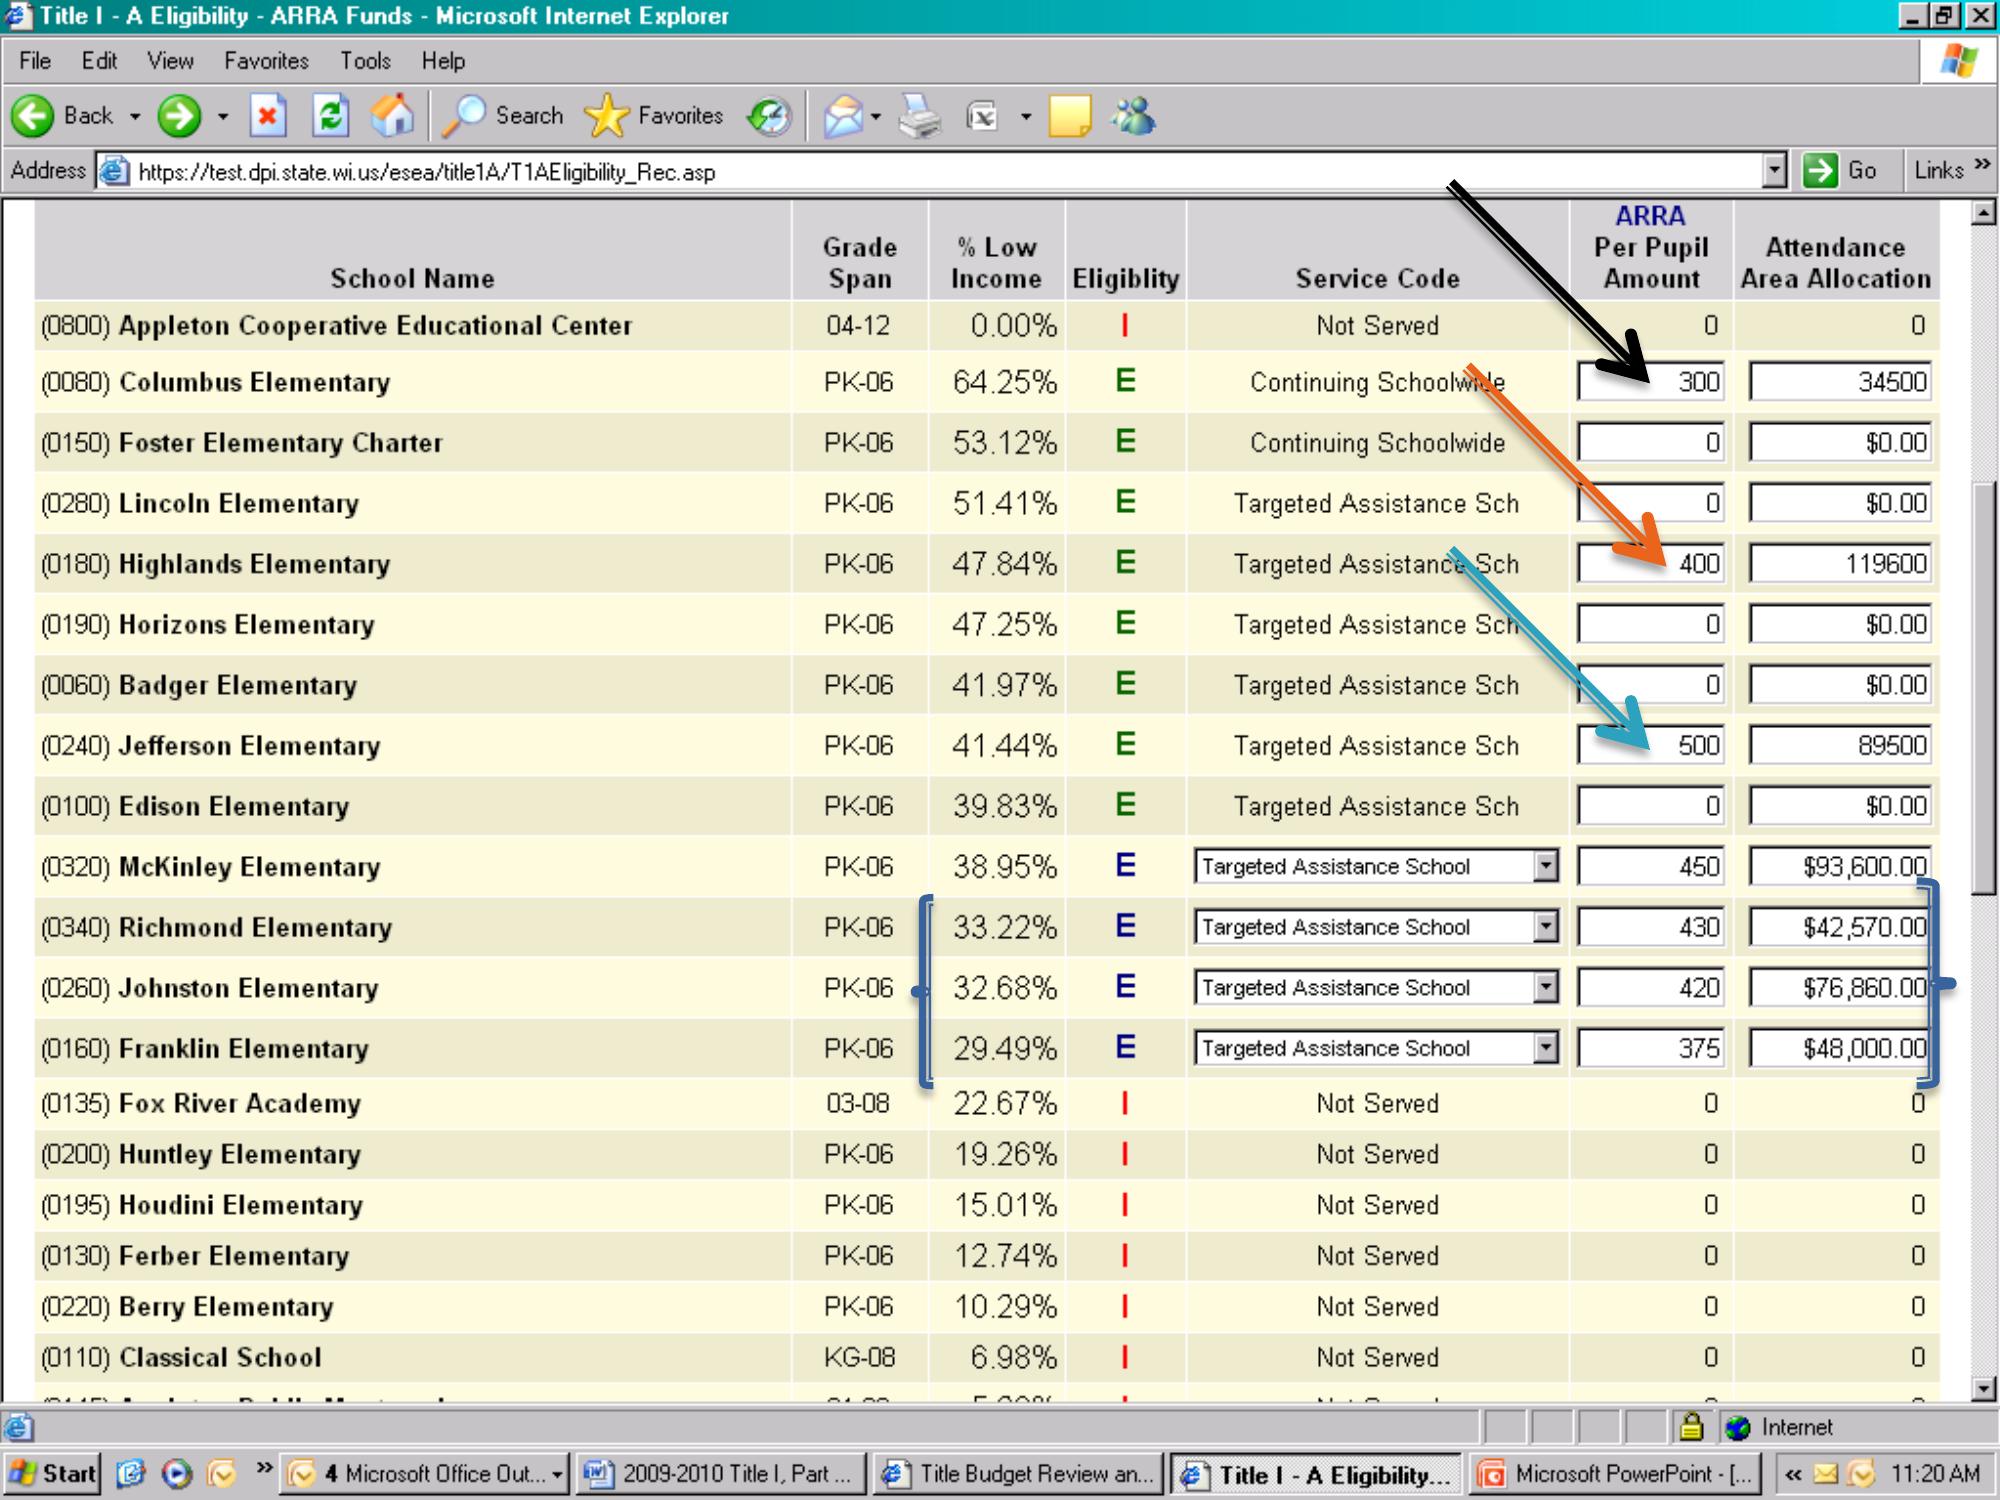 Title I - A Eligibility - ARRA Funds - Microsoft Internet Explorer
File Edit View Favorites Tools Help
Back Search Favorites
Address https://test.dpi.state.wi.us/esea/title1A/T1AEligibility_Rec.asp Go Links »
School Name Grade Span % Low Income Eligiblity Service Code ARRA Per Pupil Amount Attendance Area Allocation
(0800) Appleton Cooperative Educational Center 04-12 0.00% I Not Served 0 0
(0080) Columbus Elementary PK-06 64.25% E Continuing Schoolwide 300 34500
(0150) Foster Elementary Charter PK-06 53.12% E Continuing Schoolwide 0 $0.00
(0280) Lincoln Elementary PK-06 51.41% E Targeted Assistance Sch 0 $0.00
(0180) Highlands Elementary PK-06 47.84% E Targeted Assistance Sch 400 119600
(0190) Horizons Elementary PK-06 47.25% E Targeted Assistance Sch 0 $0.00
(0060) Badger Elementary PK-06 41.97% E Targeted Assistance Sch 0 $0.00
(0240) Jefferson Elementary PK-06 41.44% E Targeted Assistance Sch 500 89500
(0100) Edison Elementary PK-06 39.83% E Targeted Assistance Sch 0 $0.00
(0320) McKinley Elementary PK-06 38.95% E Targeted Assistance School 450 $93,600.00
(0340) Richmond Elementary PK-06 33.22% E Targeted Assistance School 430 $42,570.00
(0260) Johnston Elementary PK-06 32.68% E Targeted Assistance School 420 $76,860.00
(0160) Franklin Elementary PK-06 29.49% E Targeted Assistance School 375 $48,000.00
(0135) Fox River Academy 03-08 22.67% I Not Served 0 0
(0200) Huntley Elementary PK-06 19.26% I Not Served 0 0
(0195) Houdini Elementary PK-06 15.01% I Not Served 0 0
(0130) Ferber Elementary PK-06 12.74% I Not Served 0 0
(0220) Berry Elementary PK-06 10.29% I Not Served 0 0
(0110) Classical School KG-08 6.98% I Not Served 0 0
Internet
Start » 4 Microsoft Office Out... 2009-2010 Title I, Part ... Title Budget Review an... Title I - A Eligibility... Microsoft PowerPoint - [... « 11:20 AM